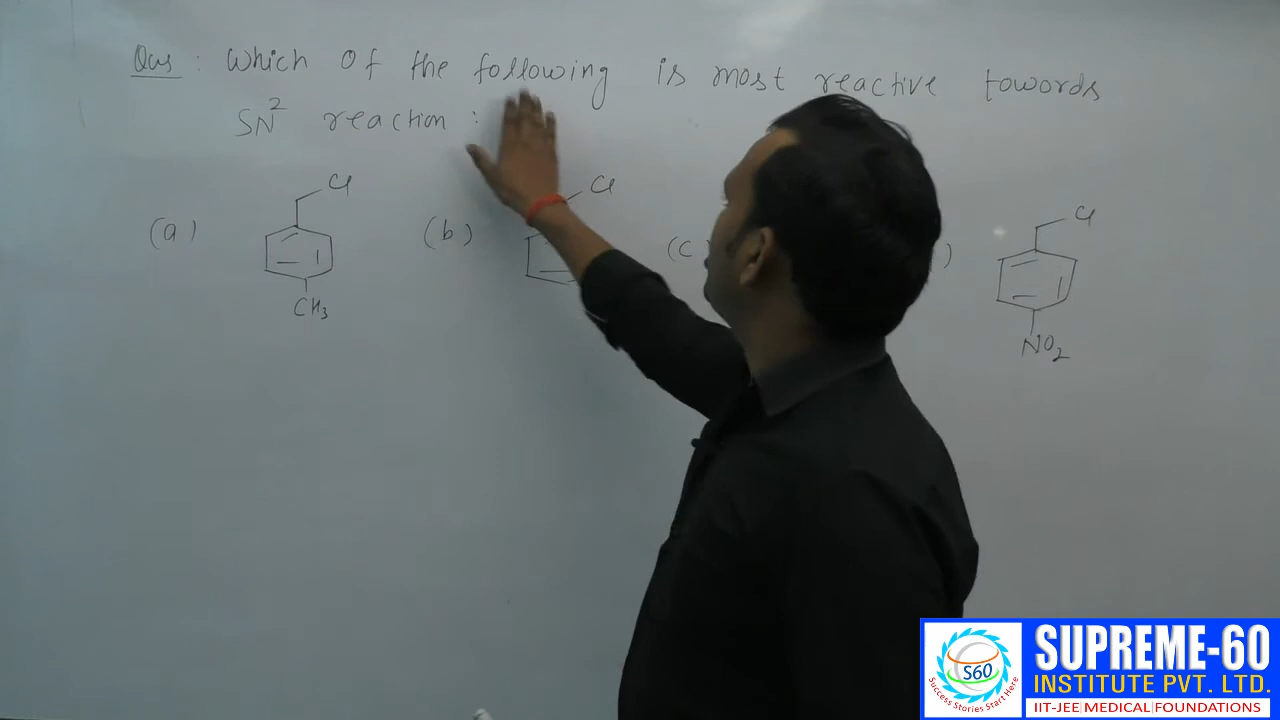 Qus : Which of the following is most reactive towords
SN² reaction :
(a)
Cl
CH₃
(b)
Cl
(c)
)
Cl
NO₂
S60
Success Stories Start Here
SUPREME-60
INSTITUTE PVT. LTD.
IIT-JEE MEDICAL FOUNDATIONS